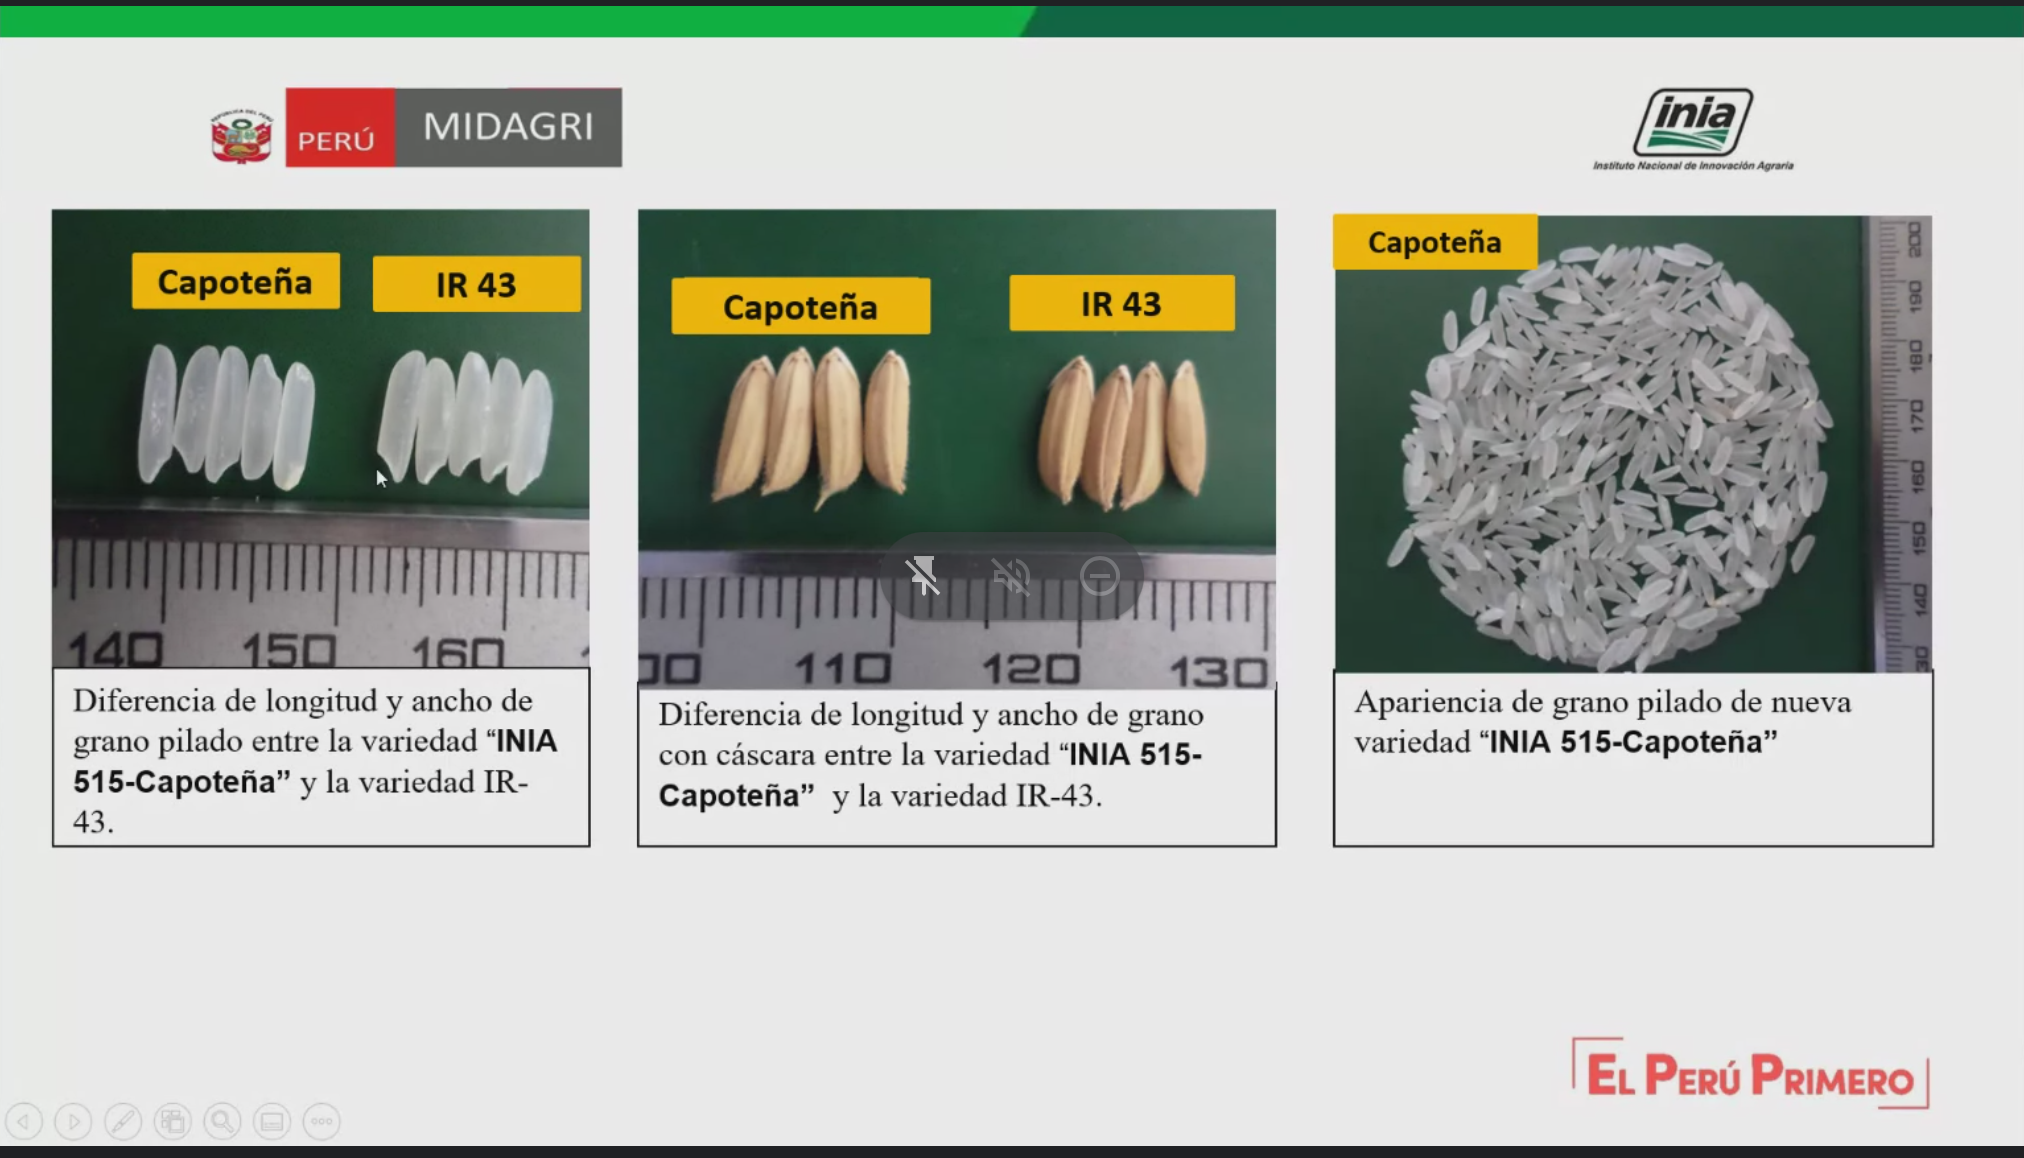 REPÚBLICA DEL PERÚ
PERÚ
MIDAGRI
inia
Instituto Nacional de Innovación Agraria
Capoteña
IR 43
140 150 160
Diferencia de longitud y ancho de
grano pilado entre la variedad “INIA
515-Capoteña” y la variedad IR-
43.
Capoteña
IR 43
110 120 130
Diferencia de longitud y ancho de grano
con cáscara entre la variedad “INIA 515-
Capoteña”  y la variedad IR-43.
Capoteña
200
190
180
170
160
150
140
Apariencia de grano pilado de nueva
variedad “INIA 515-Capoteña”
EL PERÚ PRIMERO